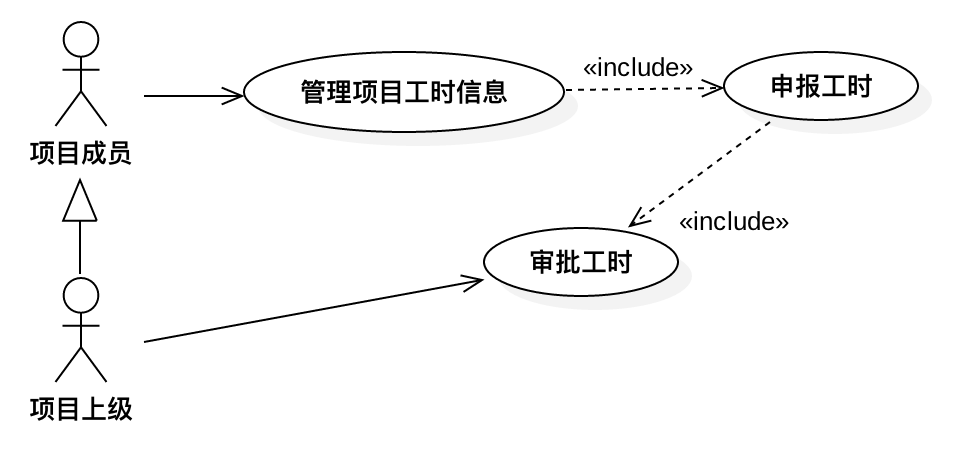 «include»
管理项目工时信息
申报工时
项目成员
«include»
审批工时
项目上级